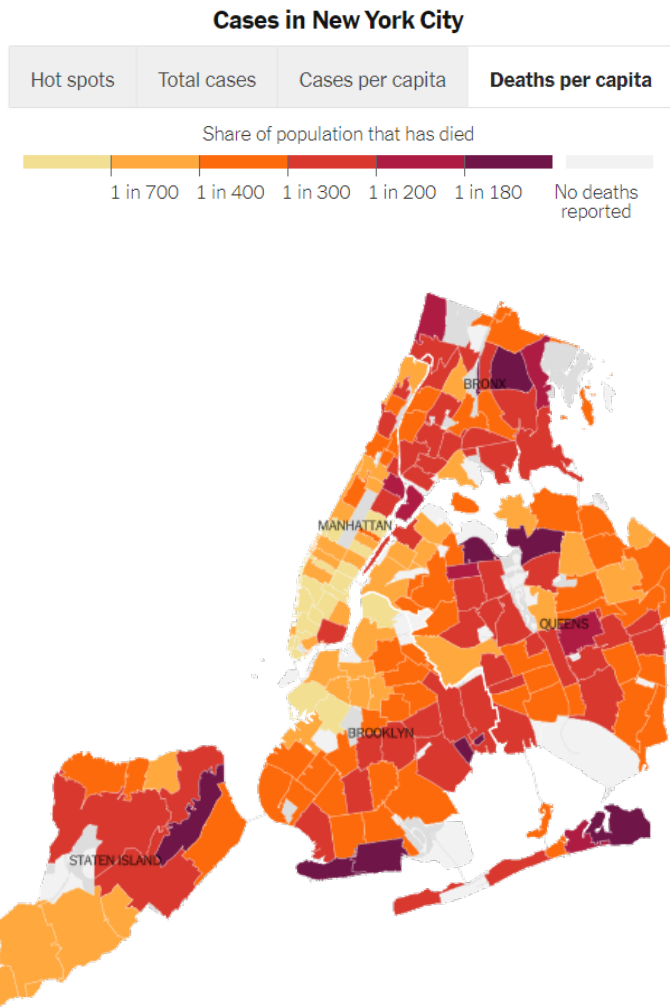 Cases in New York City
Hot spots
Total cases
Cases per capita
Deaths per capita
Share of population that has died
1 in 700
1 in 400
1 in 300
1 in 200
1 in 180
No deaths
reported
BRONX
MANHATTAN
QUEENS
BROOKLYN
STATEN ISLAND